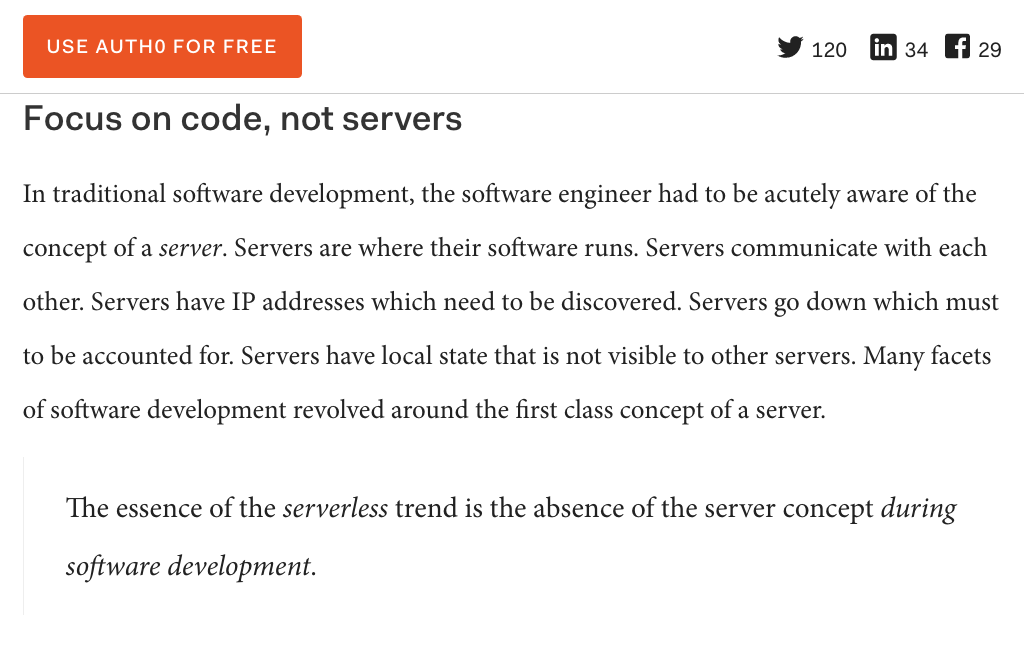 USE AUTH0 FOR FREE
120 34 29
Focus on code, not servers
In traditional software development, the software engineer had to be acutely aware of the
concept of a server. Servers are where their software runs. Servers communicate with each
other. Servers have IP addresses which need to be discovered. Servers go down which must
to be accounted for. Servers have local state that is not visible to other servers. Many facets
of software development revolved around the first class concept of a server.
The essence of the serverless trend is the absence of the server concept during
software development.